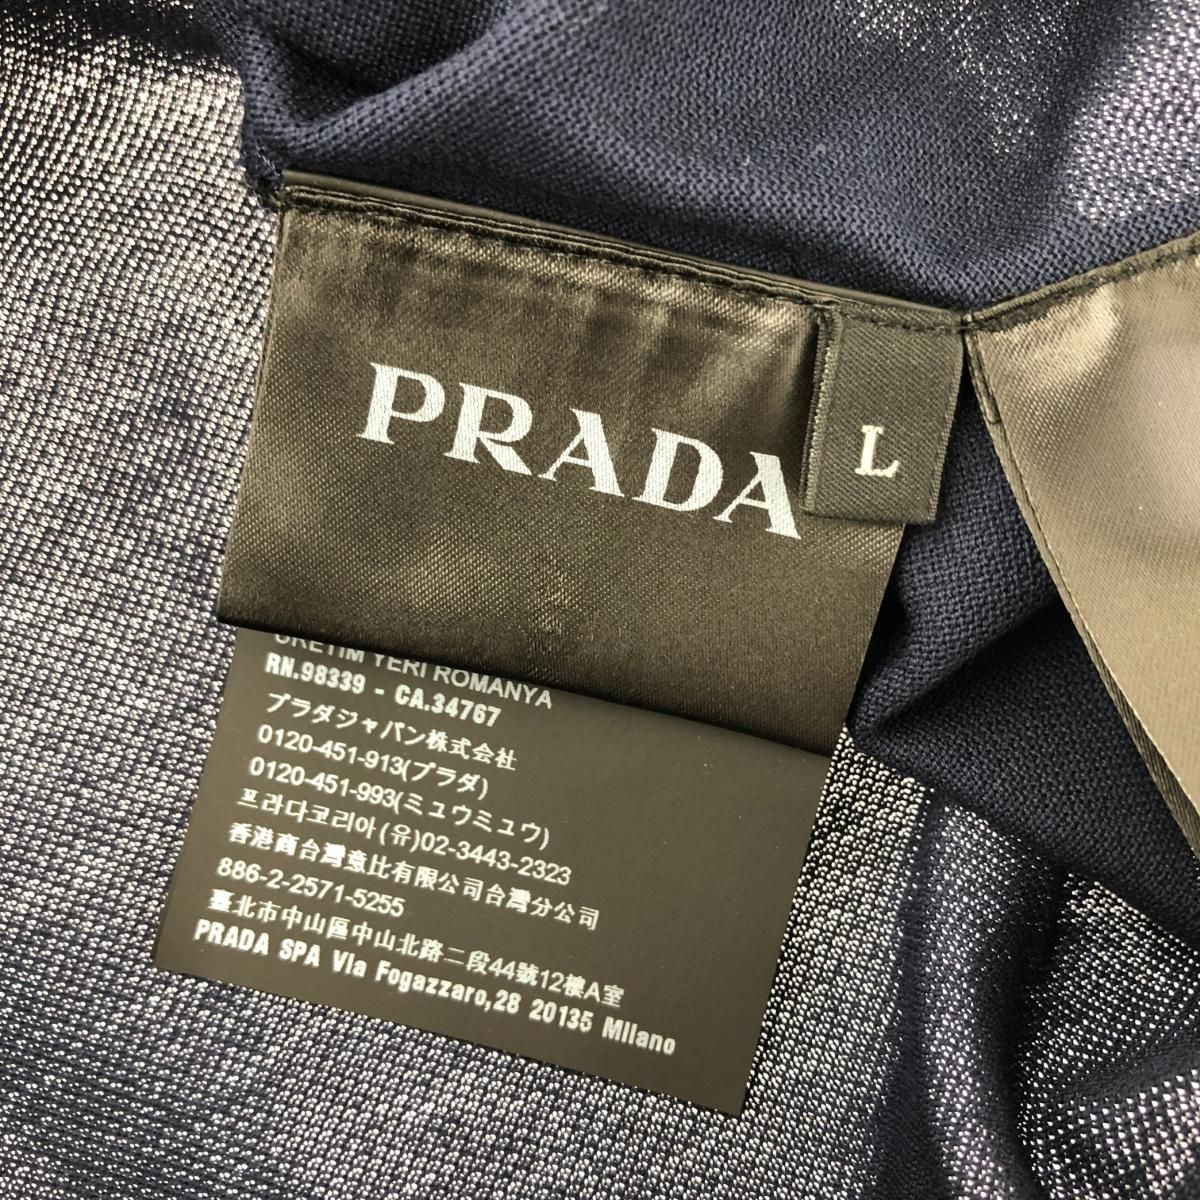 PRADA
L
ÜRETİM YERİ ROMANYA
RN.98339 - CA.34767
プラダジャパン株式会社
0120-451-913(プラダ)
0120-451-993(ミュウミュウ)
프라다코리아(유)02-3443-2323
香港商台灣意比有限公司台灣分公司
886-2-2571-5255
臺北市中山區中山北路二段44號12樓A室
PRADA SPA Via Fogazzaro,28 20135 Milano